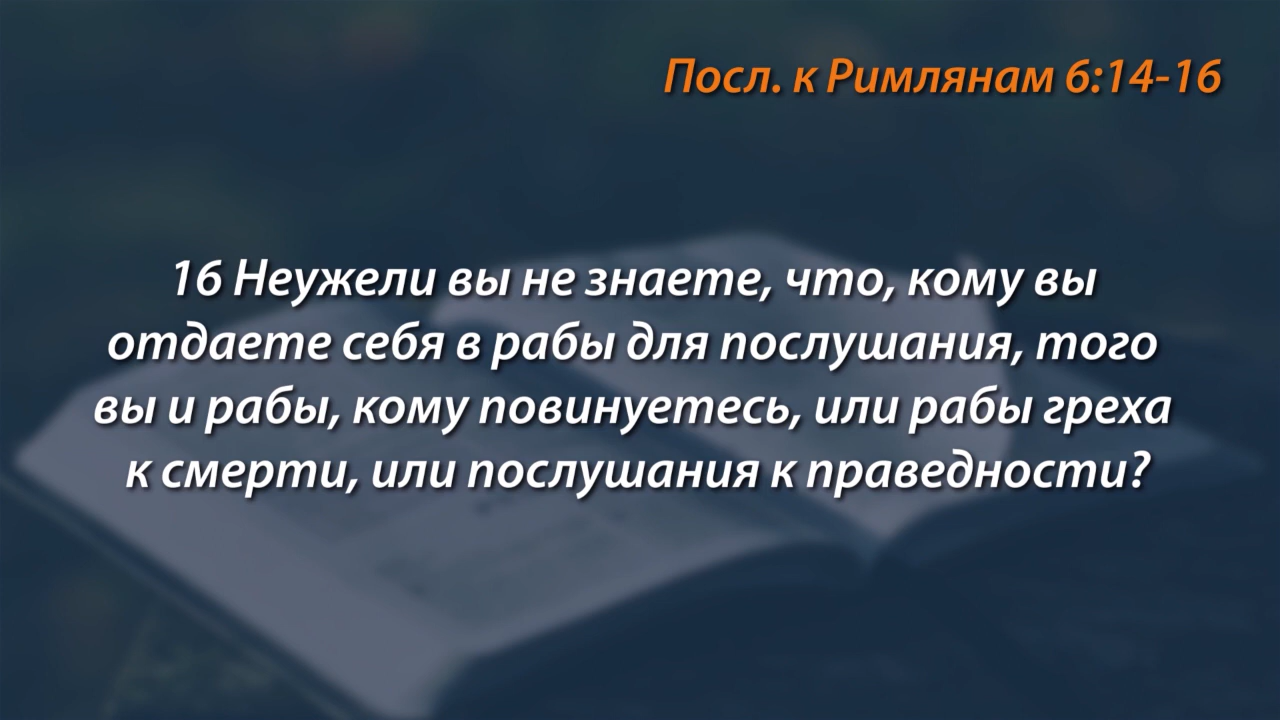 Посл. к Римлянам 6:14-16
16 Неужели вы не знаете, что, кому вы
отдаете себя в рабы для послушания, того
вы и рабы, кому повинуетесь, или рабы греха
к смерти, или послушания к праведности?